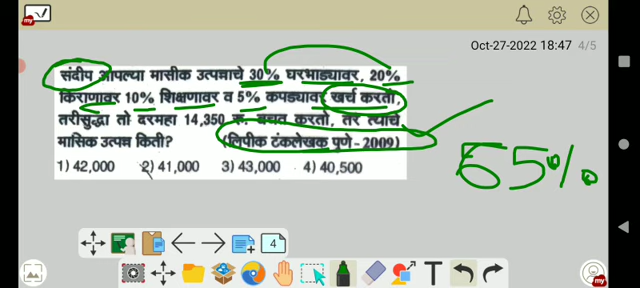 Oct-27-2022 18:47 4/5
संदीप आपल्या मासीक उत्पन्नाचे 30% घरभाड्यावर, 20%
किराणावर 10% शिक्षणावर व 5% कपड्यावर खर्च करतो,
तरीसुद्धा तो दरमहा 14,350 रु. बचत करतो, तर त्याचे
मासिक उत्पन्न किती? (लिपीक टंकलेखक पुणे-2009)
1) 42,000 2) 41,000 3) 43,000 4) 40,500
65%
4
T
my
my